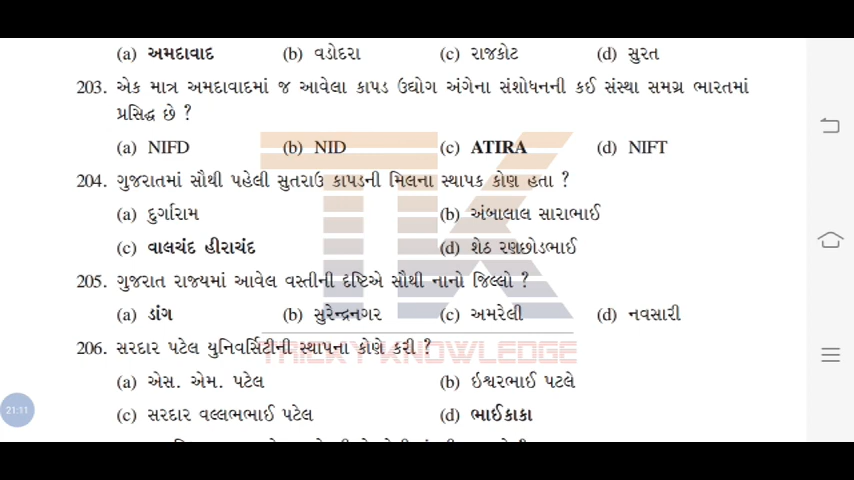 (a) અમદાવાદ (b) વડોદરા (c) રાજકોટ (d) સુરત
203. એક માત્ર અમદાવાદમાં જ આવેલા કાપડ ઉદ્યોગ અંગેના સંશોધનની કઈ સંસ્થા સમગ્ર ભારતમાં
પ્રસિદ્ધ છે ?
(a) NIFD (b) NID (c) ATIRA (d) NIFT
204. ગુજરાતમાં સૌથી પહેલી સુતરાઉ કાપડની મિલના સ્થાપક કોણ હતા ?
(a) દુર્ગારામ (b) અંબાલાલ સારાભાઈ
(c) વાલચંદ હીરાચંદ (d) શેઠ રણછોડભાઈ
205. ગુજરાત રાજ્યમાં આવેલ વસ્તીની દૃષ્ટિએ સૌથી નાનો જિલ્લો ?
(a) ડાંગ (b) સુરેન્દ્રનગર (c) અમરેલી (d) નવસારી
206. સરદાર પટેલ યુનિવર્સિટીની સ્થાપના કોણે કરી ?
TRICKY KNOWLEDGE
(a) એસ. એમ. પટેલ (b) ઇશ્વરભાઈ પટલે
(c) સરદાર વલ્લભભાઈ પટેલ (d) ભાઈકાકા
21:11